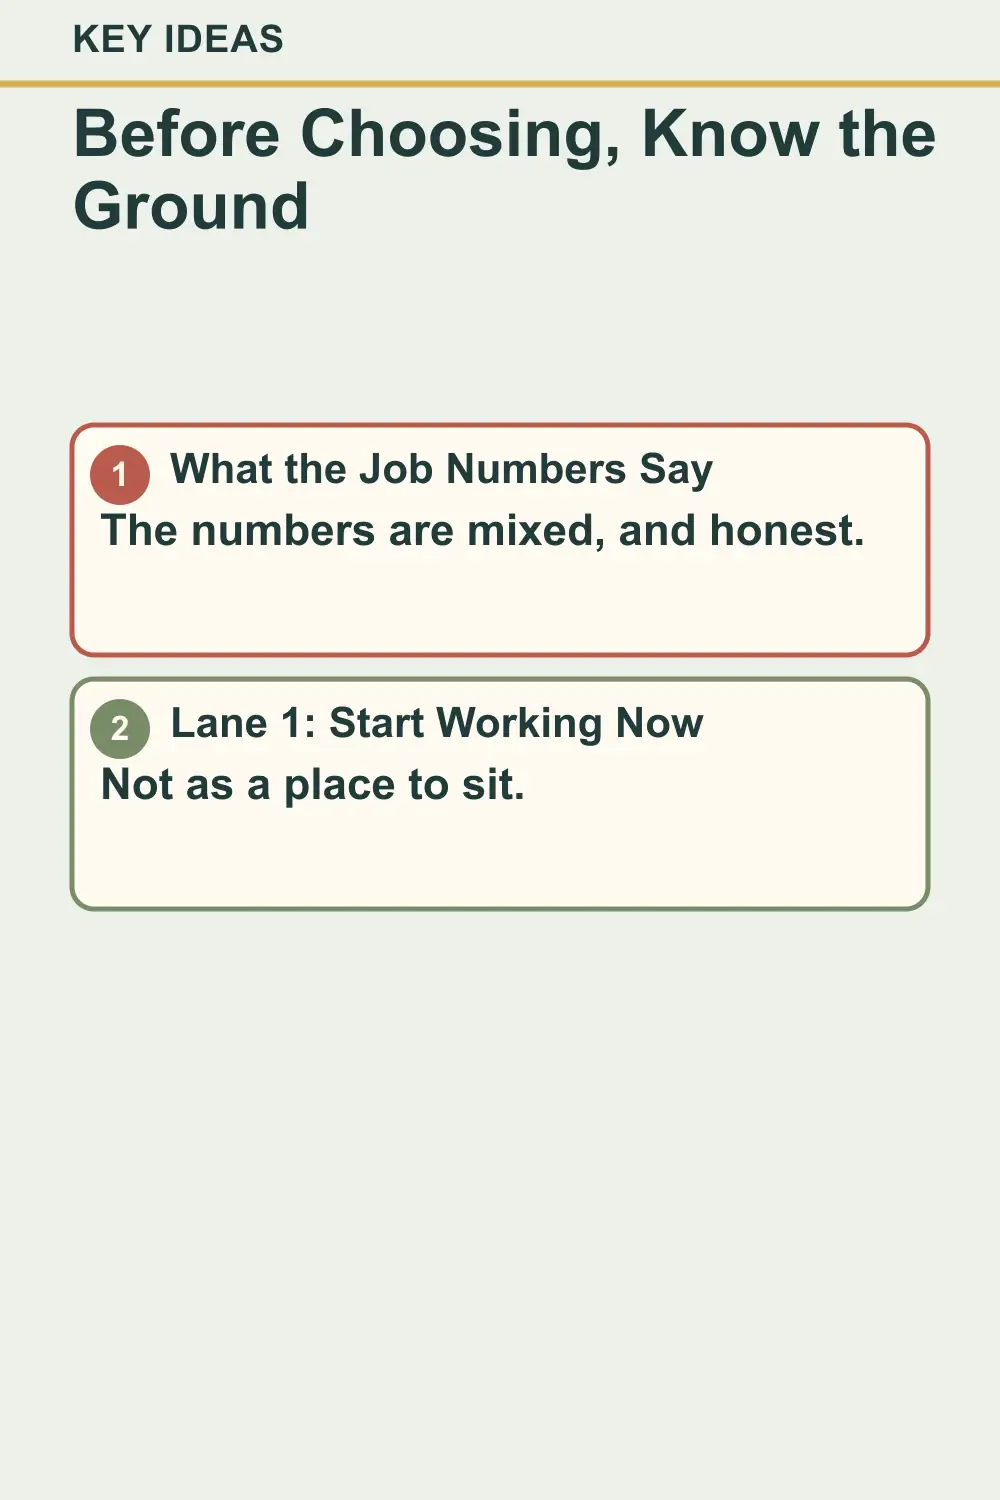 KEY IDEAS
Before Choosing, Know the
Ground
1 What the Job Numbers Say
The numbers are mixed, and honest.
2 Lane 1: Start Working Now
Not as a place to sit.